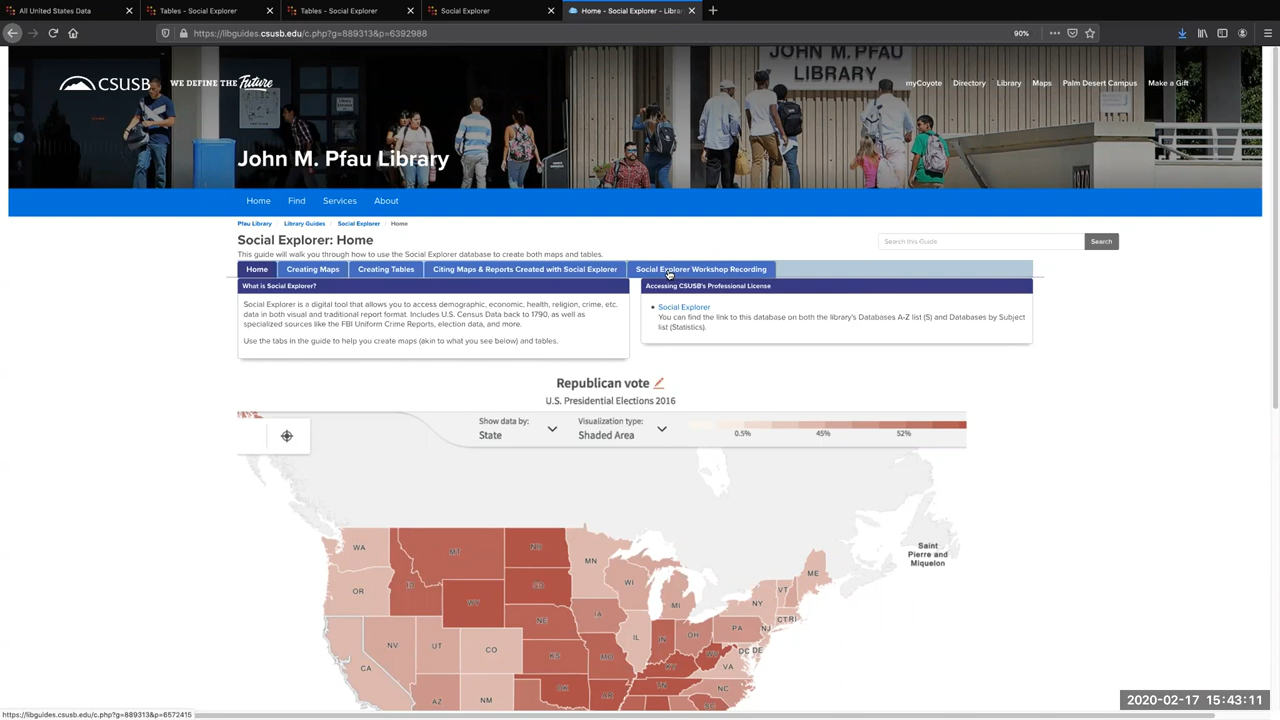 All United States Data
Tables - Social Explorer
Tables - Social Explorer
Social Explorer
Home - Social Explorer - Librar
https://libguides.csusb.edu/c.php?g=889313&p=6392988
90%
JOHN M. PFAU
LIBRARY
CSUSB
WE DEFINE THE Future
myCoyote
Directory
Library
Maps
Palm Desert Campus
Make a Gift
John M. Pfau Library
Home
Find
Services
About
Pfau Library
Library Guides
Social Explorer
Home
Social Explorer: Home
Search this Guide
Search
This guide will walk you through how to use the Social Explorer database to create both maps and tables.
Home
Creating Maps
Creating Tables
Citing Maps & Reports Created with Social Explorer
Social Explorer Workshop Recording
What is Social Explorer?
Social Explorer is a digital tool that allows you to access demographic, economic, health, religion, crime, etc.
data in both visual and traditional report format. Includes U.S. Census Data back to 1790, as well as
specialized sources like the FBI Uniform Crime Reports, election data, and more.
Use the tabs in the guide to help you create maps (akin to what you see below) and tables.
Accessing CSUSB's Professional License
Social Explorer
You can find the link to this database on both the library's Databases A-Z list (S) and Databases by Subject
list (Statistics).
Republican vote
U.S. Presidential Elections 2016
Show data by:
State
Visualization type:
Shaded Area
0.5%
45%
52%
WA
MT
ND
MN
OR
ID
SD
WI
ME
WY
MI
VT
NY
IA
NE
CTRI
PA
NJ
NV
UT
CO
IL
IN
OH
DC DE
KS
MO
WV
VA
CA
KY
AZ
NM
OK
AR
TN
NC
SC
Saint
Pierre and
Miquelon
2020-02-17 15:43:11
https://libguides.csusb.edu/c.php?g=889313&p=6572415